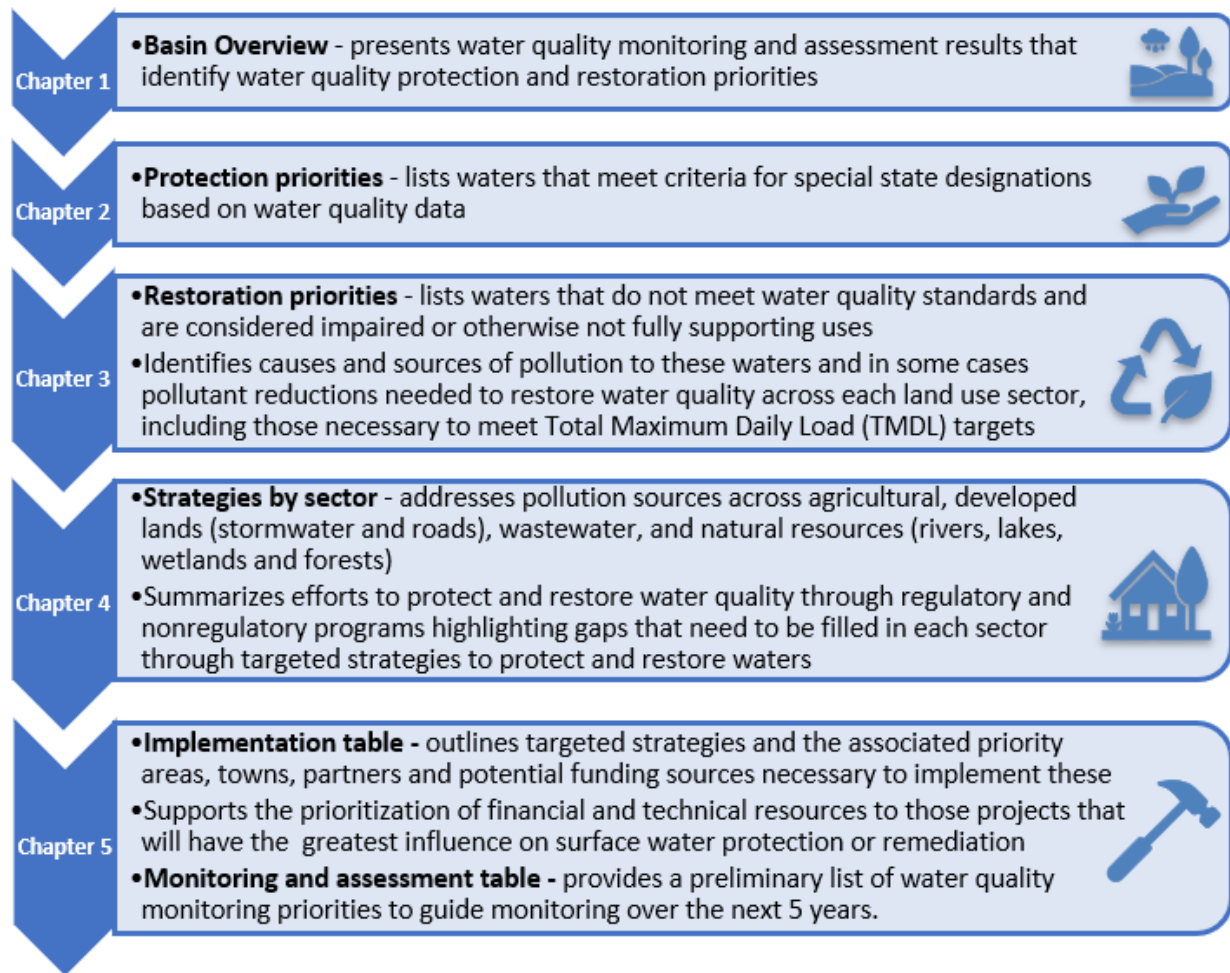 Chapter 1
•Basin Overview - presents water quality monitoring and assessment results that
identify water quality protection and restoration priorities
Chapter 2
•Protection priorities - lists waters that meet criteria for special state designations
based on water quality data
Chapter 3
•Restoration priorities - lists waters that do not meet water quality standards and
are considered impaired or otherwise not fully supporting uses
•Identifies causes and sources of pollution to these waters and in some cases
pollutant reductions needed to restore water quality across each land use sector,
including those necessary to meet Total Maximum Daily Load (TMDL) targets
Chapter 4
•Strategies by sector - addresses pollution sources across agricultural, developed
lands (stormwater and roads), wastewater, and natural resources (rivers, lakes,
wetlands and forests)
•Summarizes efforts to protect and restore water quality through regulatory and
nonregulatory programs highlighting gaps that need to be filled in each sector
through targeted strategies to protect and restore waters
Chapter 5
•Implementation table - outlines targeted strategies and the associated priority
areas, towns, partners and potential funding sources necessary to implement these
•Supports the prioritization of financial and technical resources to those projects that
will have the greatest influence on surface water protection or remediation
•Monitoring and assessment table - provides a preliminary list of water quality
monitoring priorities to guide monitoring over the next 5 years.